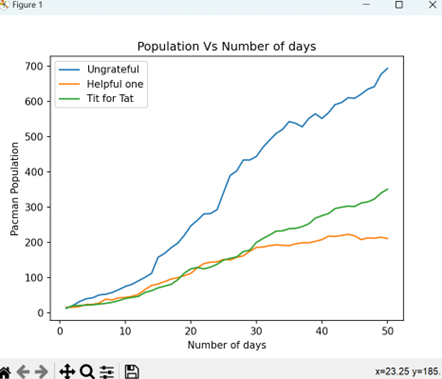 Figure 1
Population Vs Number of days
Ungrateful
Helpful one
Tit for Tat
Pacman Population
700
600
500
400
300
200
100
0
0 10 20 30 40 50
Number of days
x=23.25 y=185.